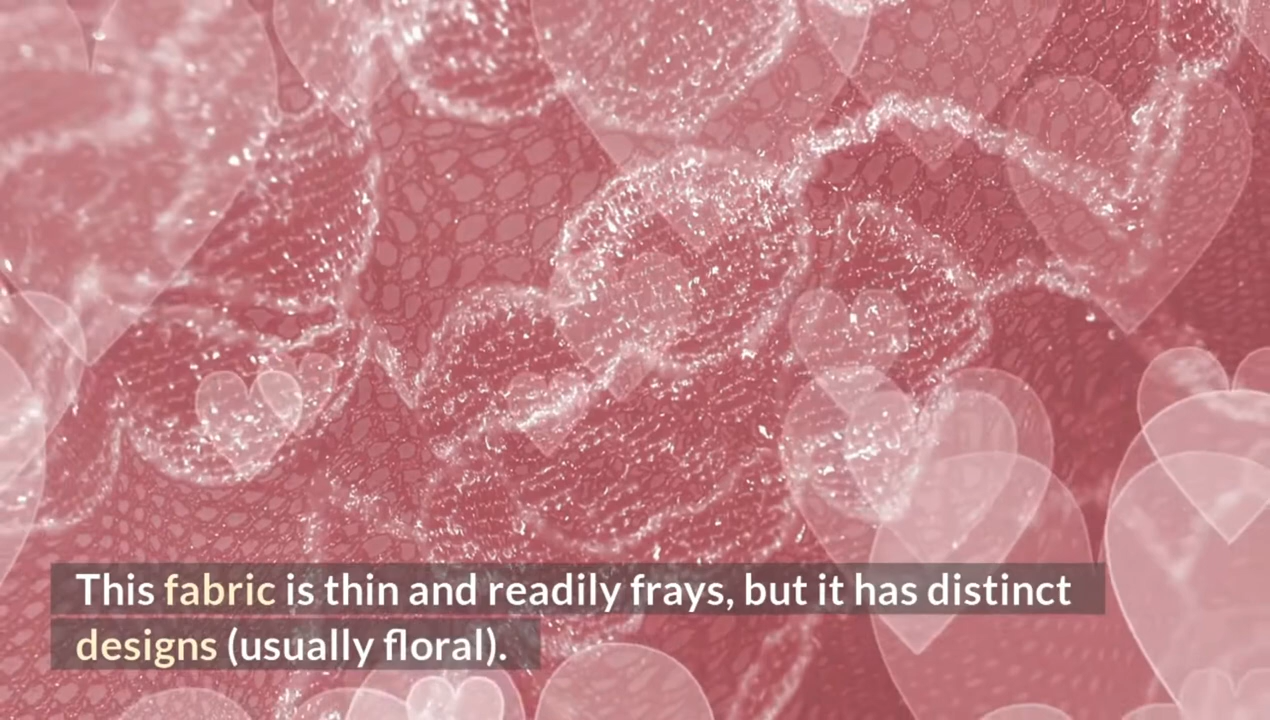 This fabric is thin and readily frays, but it has distinct
designs (usually floral).